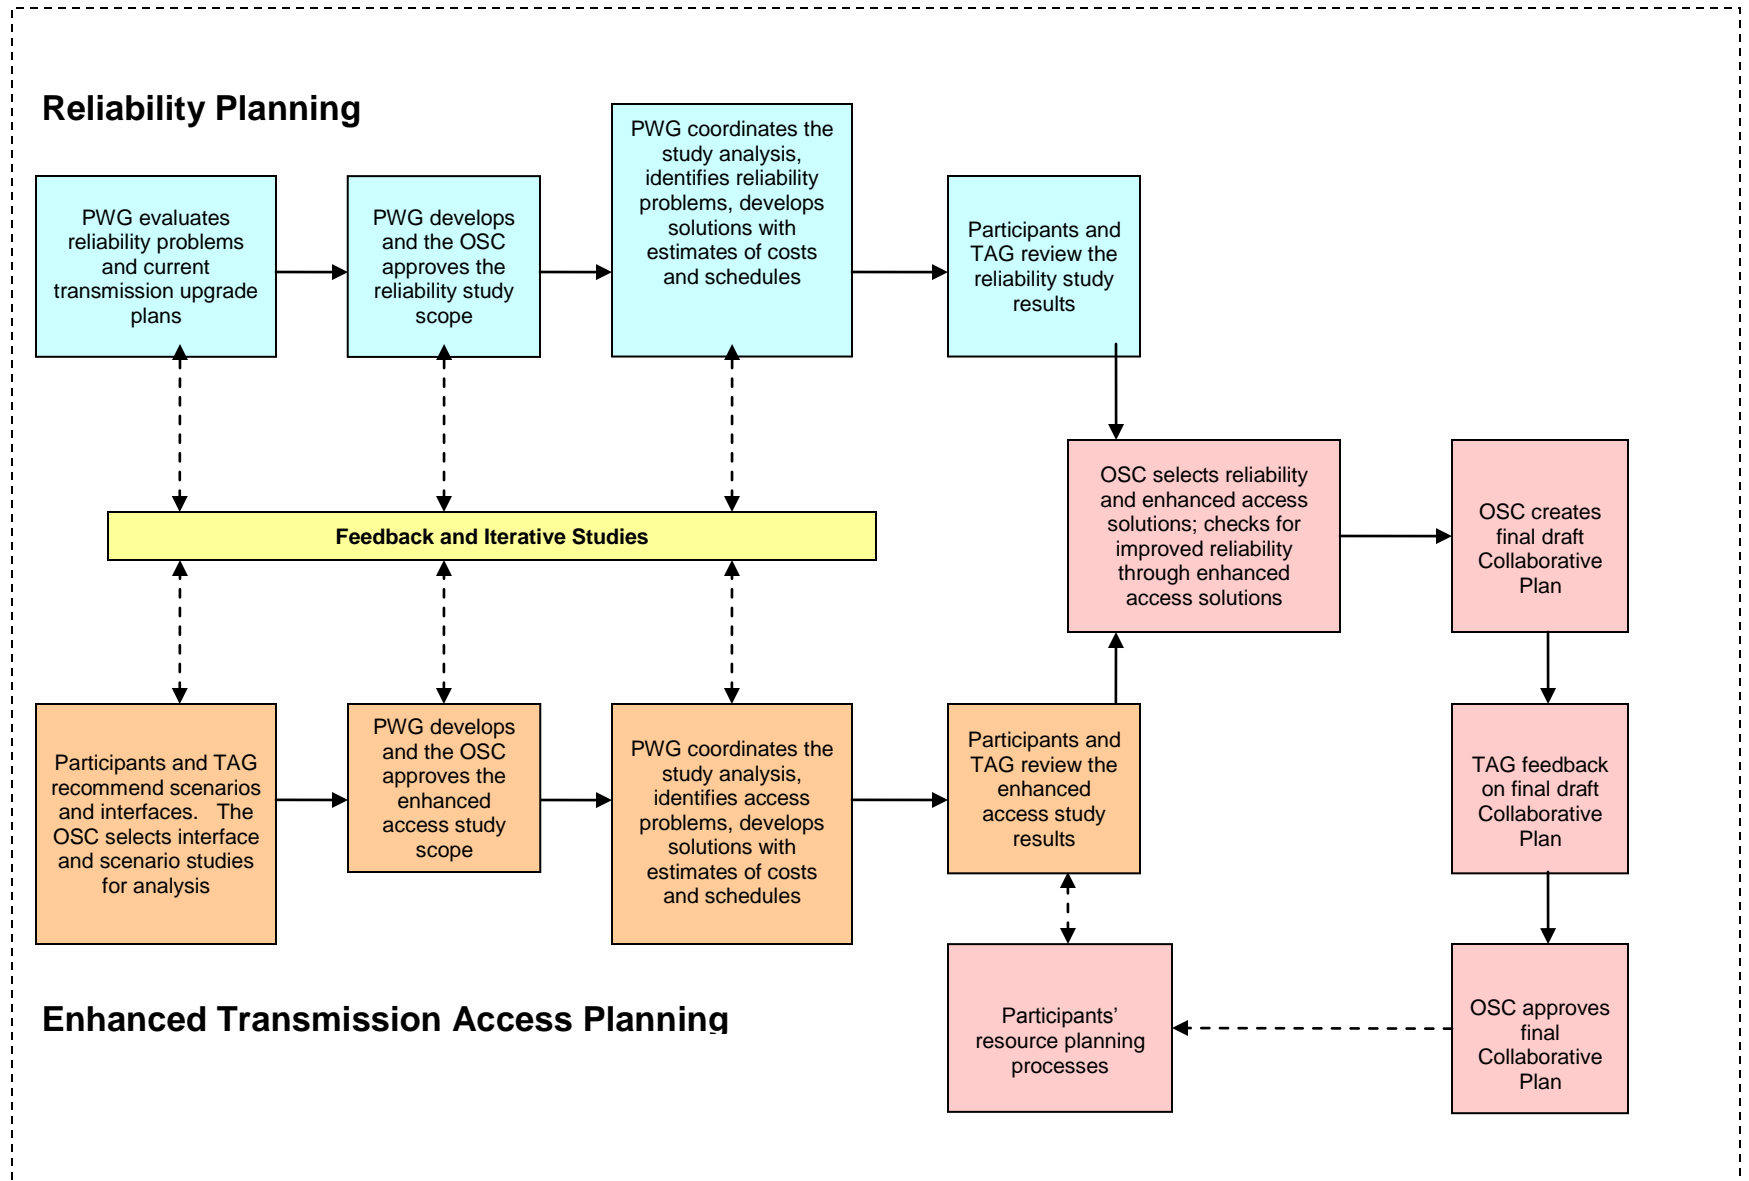 Reliability Planning
PWG evaluates
reliability problems
and current
transmission upgrade
plans
PWG develops
and the OSC
approves the
reliability study
scope
PWG coordinates the
study analysis,
identifies reliability
problems, develops
solutions with
estimates of costs
and schedules
Participants and
TAG review the
reliability study
results
Feedback and Iterative Studies
OSC selects reliability
and enhanced access
solutions; checks for
improved reliability
through enhanced
access solutions
OSC creates
final draft
Collaborative
Plan
Participants and TAG
recommend scenarios
and interfaces.   The
OSC selects interface
and scenario studies
for analysis
PWG develops
and the OSC
approves the
enhanced
access study
scope
PWG coordinates the
study analysis,
identifies access
problems, develops
solutions with
estimates of costs
and schedules
Participants and
TAG review the
enhanced
access study
results
TAG feedback
on final draft
Collaborative
Plan
Enhanced Transmission Access Planning
Participants’
resource planning
processes
OSC approves
final
Collaborative
Plan